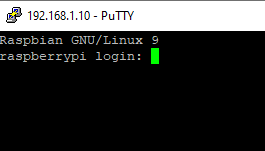 192.168.1.10 - PuTTY
Raspbian GNU/Linux 9
raspberrypi login: